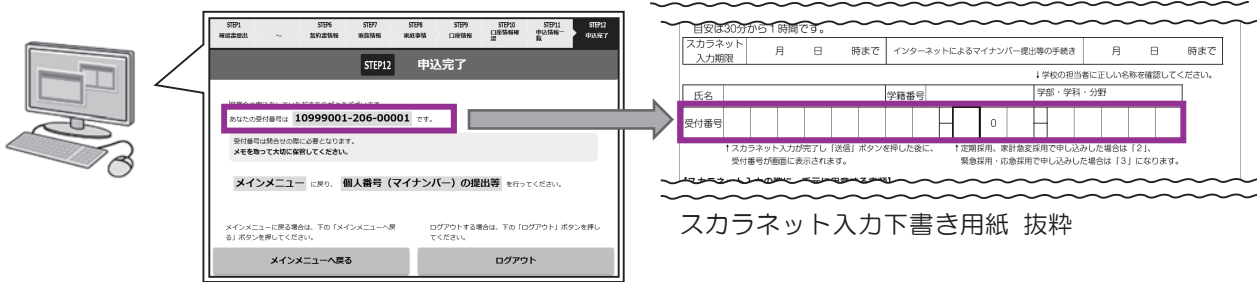 STEP1 STEP6 STEP7 STEP8 STEP9 STEP10 STEP11 STEP12
確認書提出 ～ 誓約書情報 家族情報 家庭事情 口座情報 口座情報確認 申込情報一覧 申込完了
STEP12 申込完了
あなたの受付番号は 10999001-206-00001 です。
受付番号は問合せの際に必要となります。
メモを取って大切に保管してください。
メインメニュー に戻り、 個人番号（マイナンバー）の提出等 を行ってください。
メインメニューに戻る場合は、下の「メインメニューへ戻
る」ボタンを押してください。
ログアウトする場合は、下の「ログアウト」ボタンを押し
てください。
メインメニューへ戻る
ログアウト
目安は30分から1時間です。
スカラネット
入力期限
月 日 時まで
インターネットによるマイナンバー提出等の手続き
月 日 時まで
↓学校の担当者に正しい名称を確認してください。
氏名 学籍番号 学部・学科・分野
受付番号 0
↑スカラネット入力が完了し「送信」ボタンを押した後に、
受付番号が画面に表示されます。
↑定期採用、家計急変採用で申し込みした場合は「2」、
緊急採用・応急採用で申し込みした場合は「3」になります。
スカラネット入力下書き用紙 抜粋